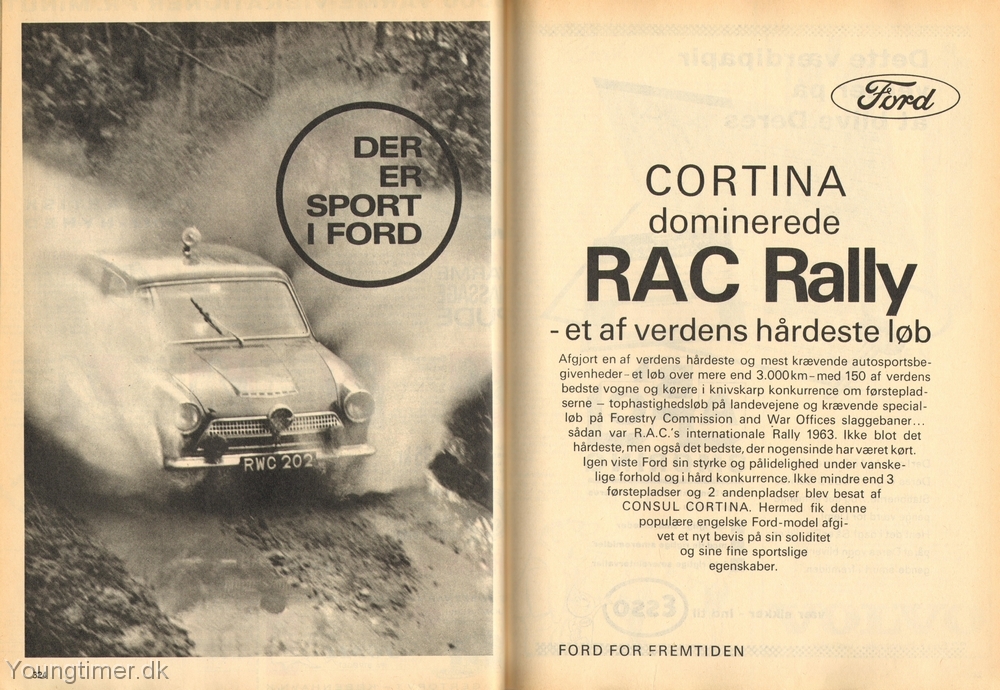 DER
ER
SPORT
I FORD
RWC 202
Youngtimer.dk
Ford
CORTINA
dominerede
RAC Rally
- et af verdens hårdeste løb
Afgjort en af verdens hårdeste og mest krævende autosportsbe-
givenheder – et løb over mere end 3.000 km – med 150 af verdens
bedste vogne og kørere i knivskarp konkurrence om førsteplad-
serne – tophastighedsløb på landevejene og krævende special-
løb på Forestry Commission and War Offices slaggebaner...
sådan var R.A.C.'s internationale Rally 1963. Ikke blot det
hårdeste, men også det bedste, der nogensinde har været kørt.
Igen viste Ford sin styrke og pålidelighed under vanske-
lige forhold og i hård konkurrence. Ikke mindre end 3
førstepladser og 2 andenpladser blev besat af
CONSUL CORTINA. Hermed fik denne
populære engelske Ford-model afgi-
vet et nyt bevis på sin soliditet
og sine fine sportslige
egenskaber.
FORD FOR FREMTIDEN